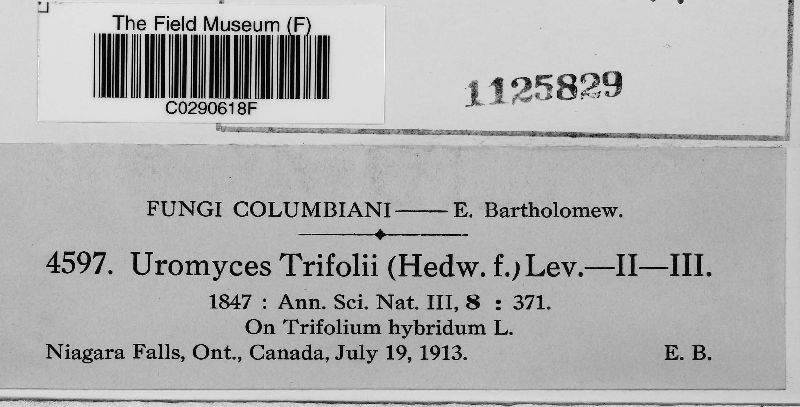 The Field Museum (F)
C0290618F
1125829
FUNGI COLUMBIANI—E. Bartholomew.
4597. Uromyces Trifolii (Hedw. f.) Lev.—II—III.
1847 : Ann. Sci. Nat. III, 8 : 371.
On Trifolium hybridum L.
Niagara Falls, Ont., Canada, July 19, 1913. E. B.